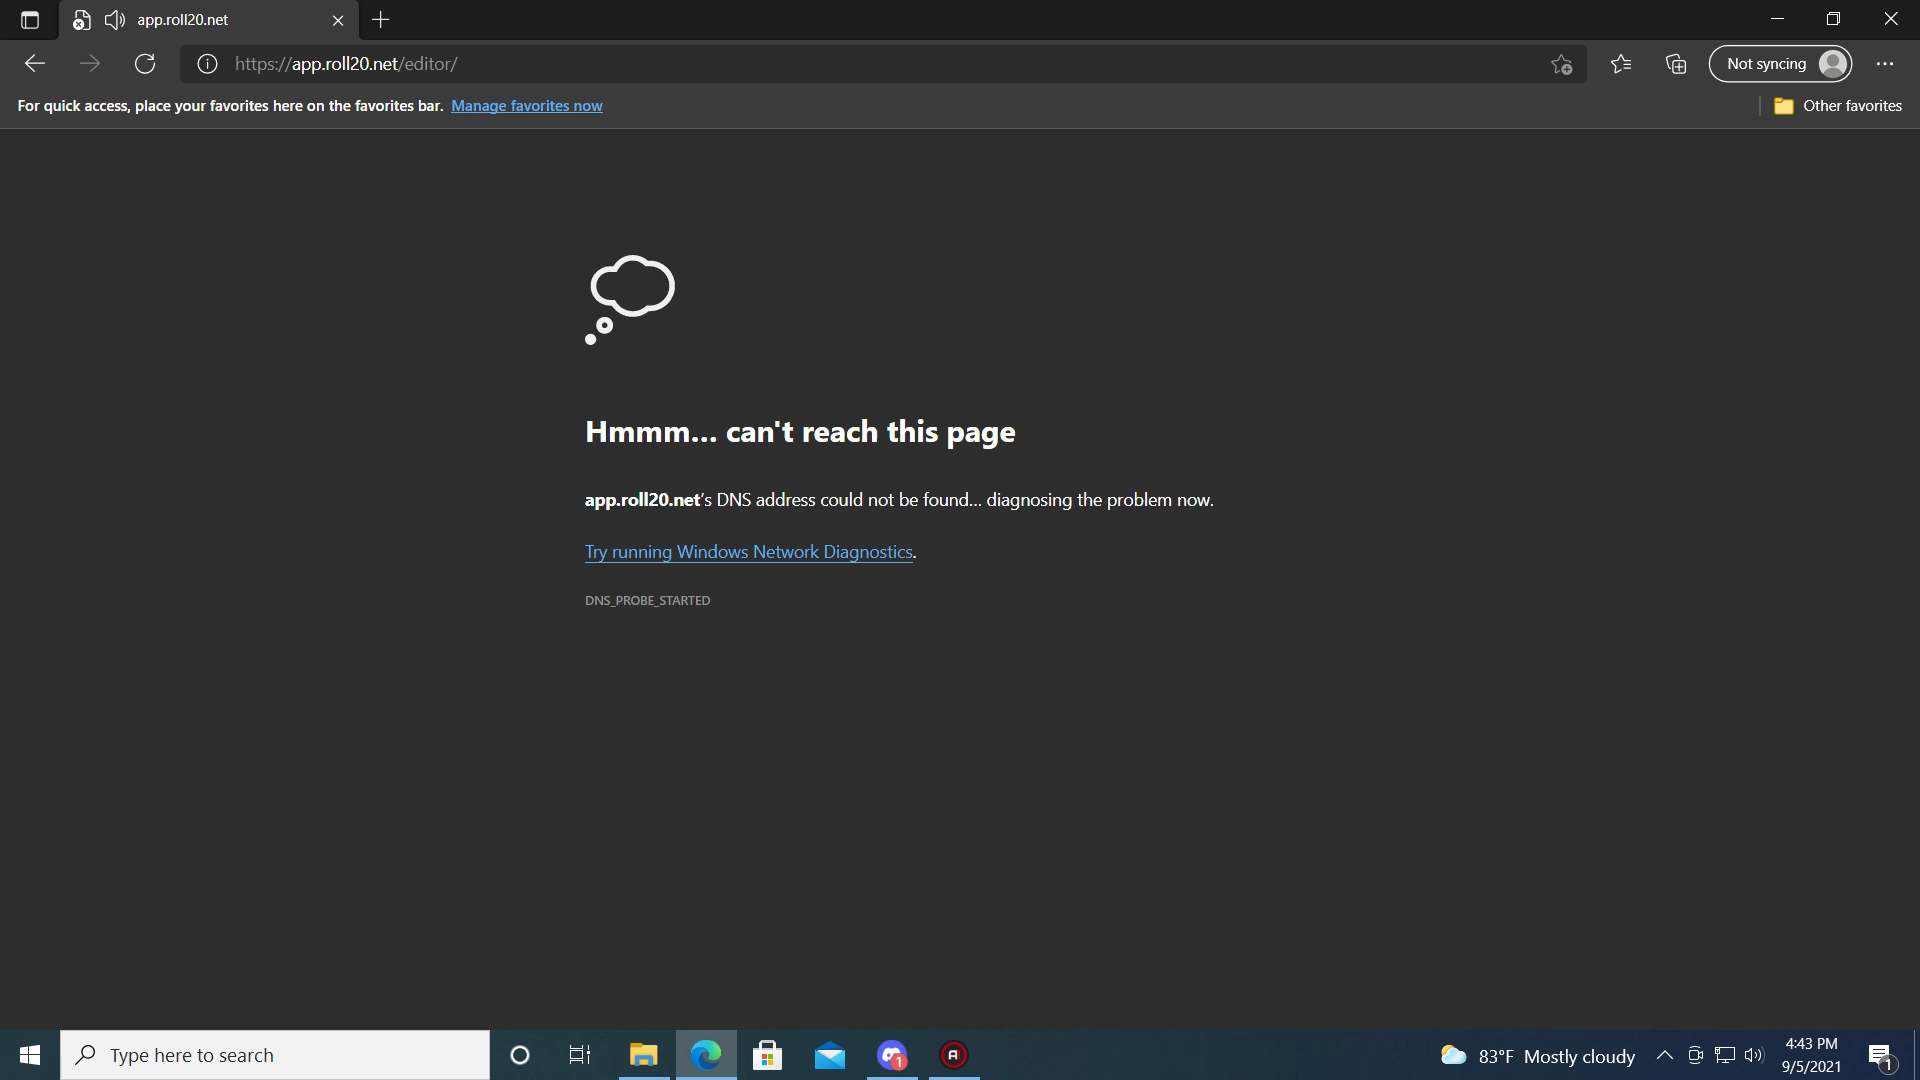 app.roll20.net
https://app.roll20.net/editor/
Not syncing
For quick access, place your favorites here on the favorites bar. Manage favorites now
Other favorites
Hmmm... can't reach this page
app.roll20.net's DNS address could not be found... diagnosing the problem now.
Try running Windows Network Diagnostics.
DNS_PROBE_STARTED
Type here to search
1
A
83°F Mostly cloudy
4:43 PM
9/5/2021
1